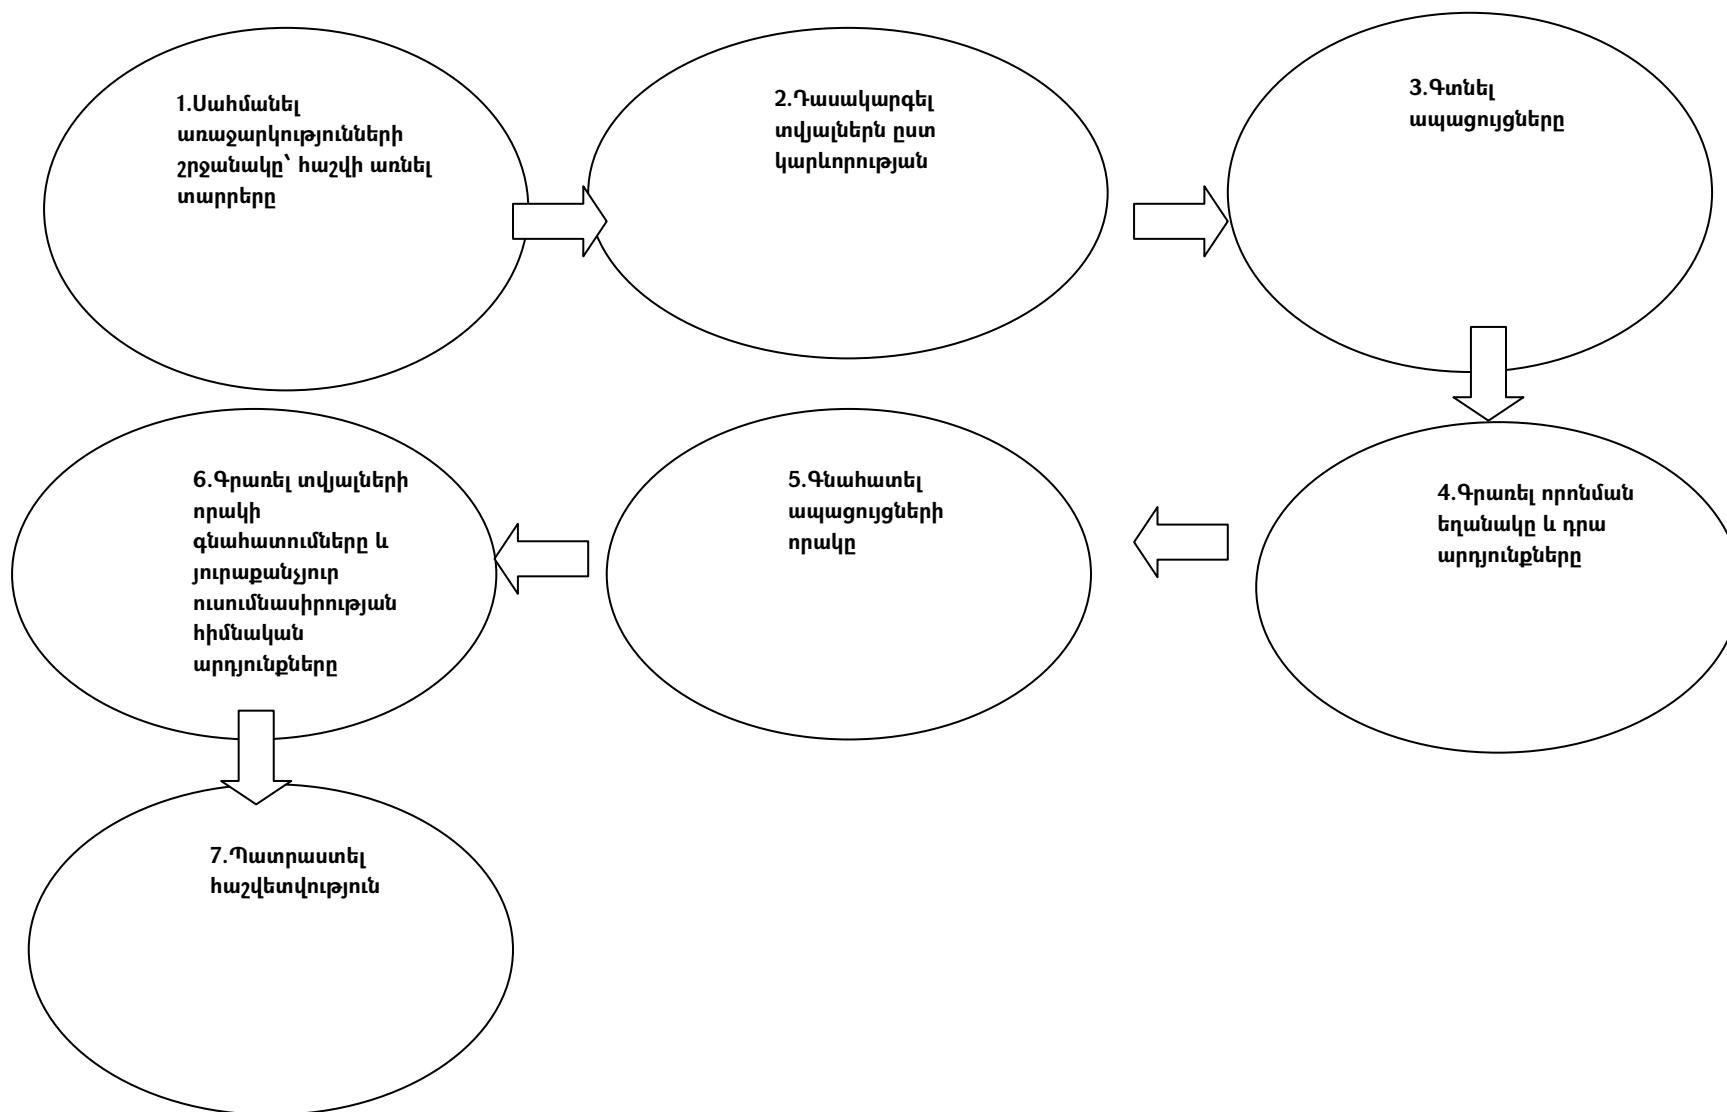 1.Սահմանել
առաջարկությունների
շրջանակը՝ հաշվի առնել
տարրերը
2.Դասակարգել
տվյալներն ըստ
կարևորության
3.Գտնել
ապացույցները
4.Գրառել որոնման
եղանակը և դրա
արդյունքները
5.Գնահատել
ապացույցների
որակը
6.Գրառել տվյալների
որակի
գնահատումները և
յուրաքանչյուր
ուսումնասիրության
հիմնական
արդյունքները
7.Պատրաստել
հաշվետվություն